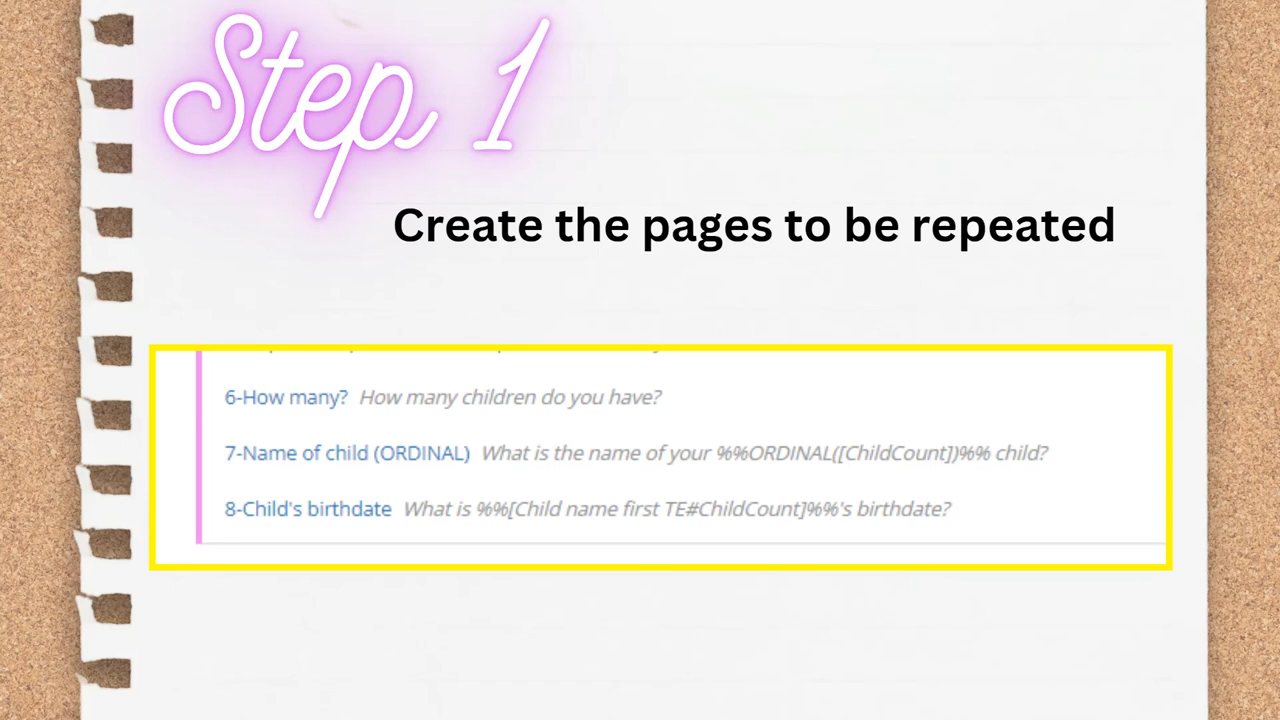 Step 1
Create the pages to be repeated
6-How many? How many children do you have?
7-Name of child (ORDINAL) What is the name of your %%ORDINAL([ChildCount])%% child?
8-Child's birthdate What is %%[Child name first TE#ChildCount]%%'s birthdate?